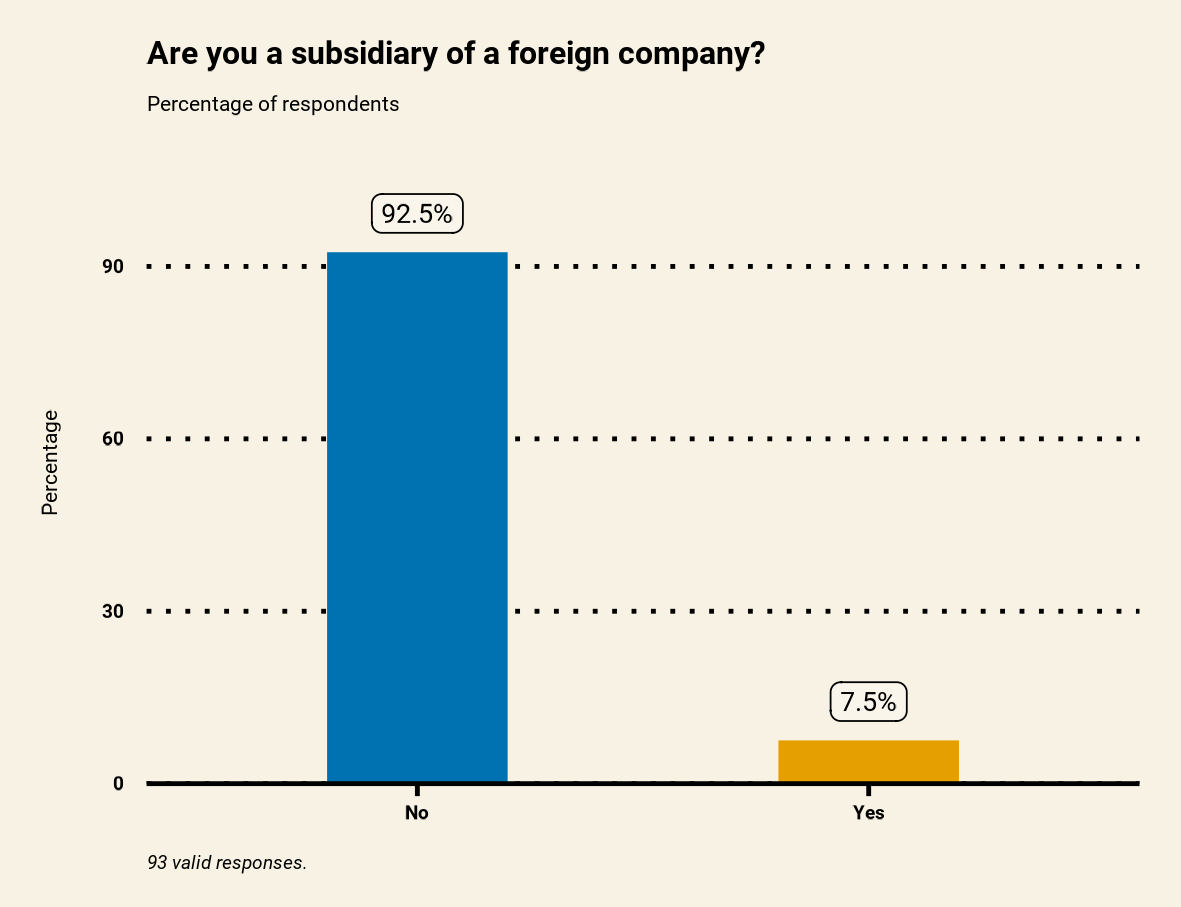 Are you a subsidiary of a foreign company?
Percentage of respondents
92.5%
90
60
Percentage
30
7.5%
0
No Yes
93 valid responses.